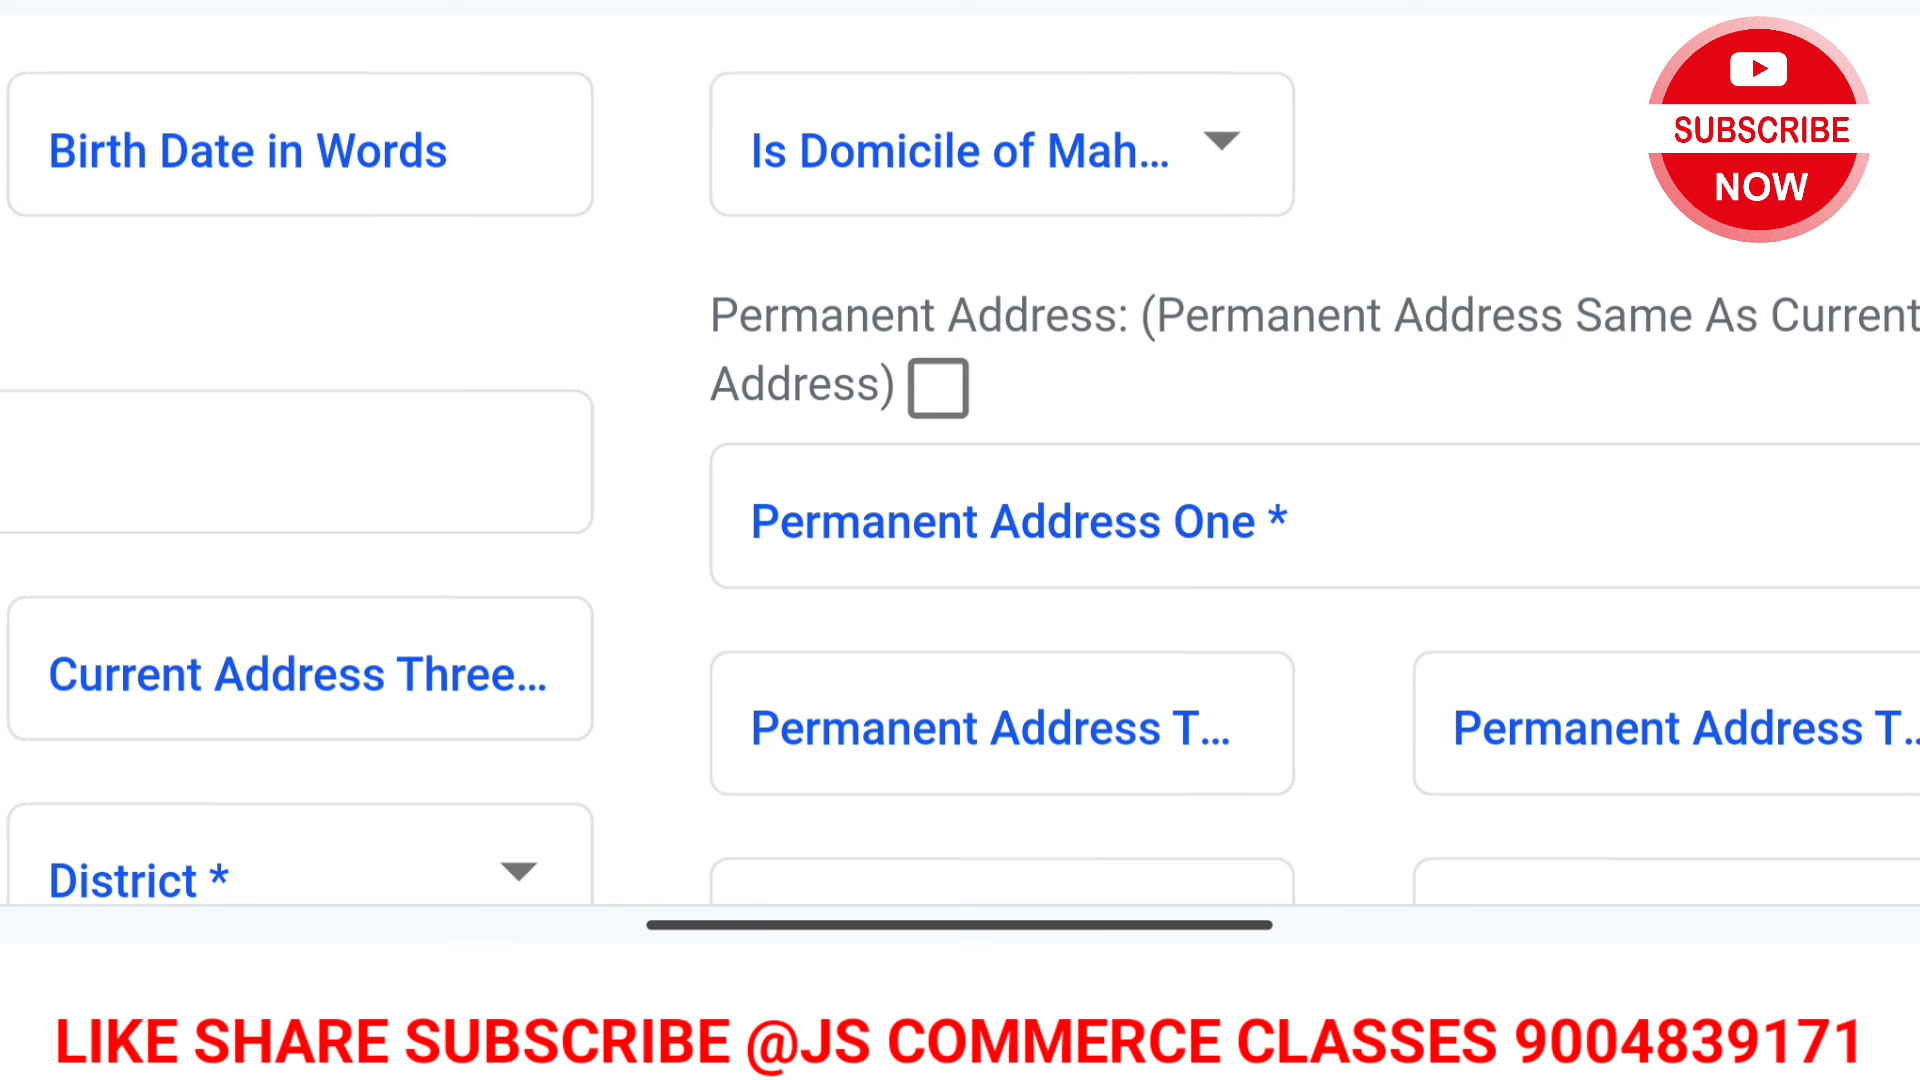 Birth Date in Words
Is Domicile of Mah...
SUBSCRIBE
NOW
Permanent Address: (Permanent Address Same As Current
Address)
Permanent Address One *
Current Address Three...
Permanent Address T...
Permanent Address T..
District *
LIKE SHARE SUBSCRIBE @JS COMMERCE CLASSES 9004839171